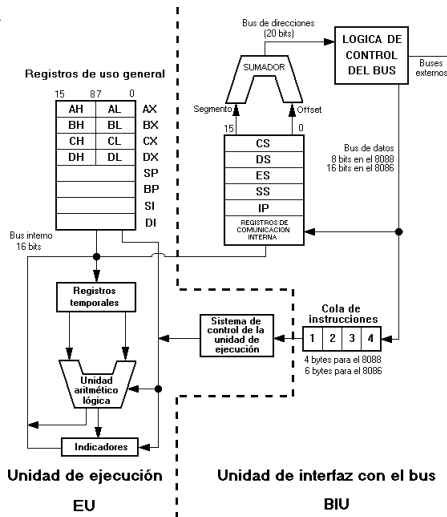 Registros de uso general
15 87 0
AH AL AX
BH BL BX
CH CL CX
DH DL DX
SP
BP
SI
DI
Bus interno
16 bits
Registros
temporales
Unidad
aritmético
lógica
Indicadores
Unidad de ejecución
EU
Bus de direcciones
(20 bits)
SUMADOR
LOGICA DE
CONTROL
DEL BUS
Buses
externos
Segmento
Offset
15 0
CS
DS
ES
SS
IP
REGISTROS DE
COMUNICACION
INTERNA
Bus de datos
8 bits en el 8088
16 bits en el 8086
Sistema de
control de la
unidad de
ejecución
Cola de
instrucciones
1 2 3 4
4 bytes para el 8088
6 bytes para el 8086
Unidad de interfaz con el bus
BIU